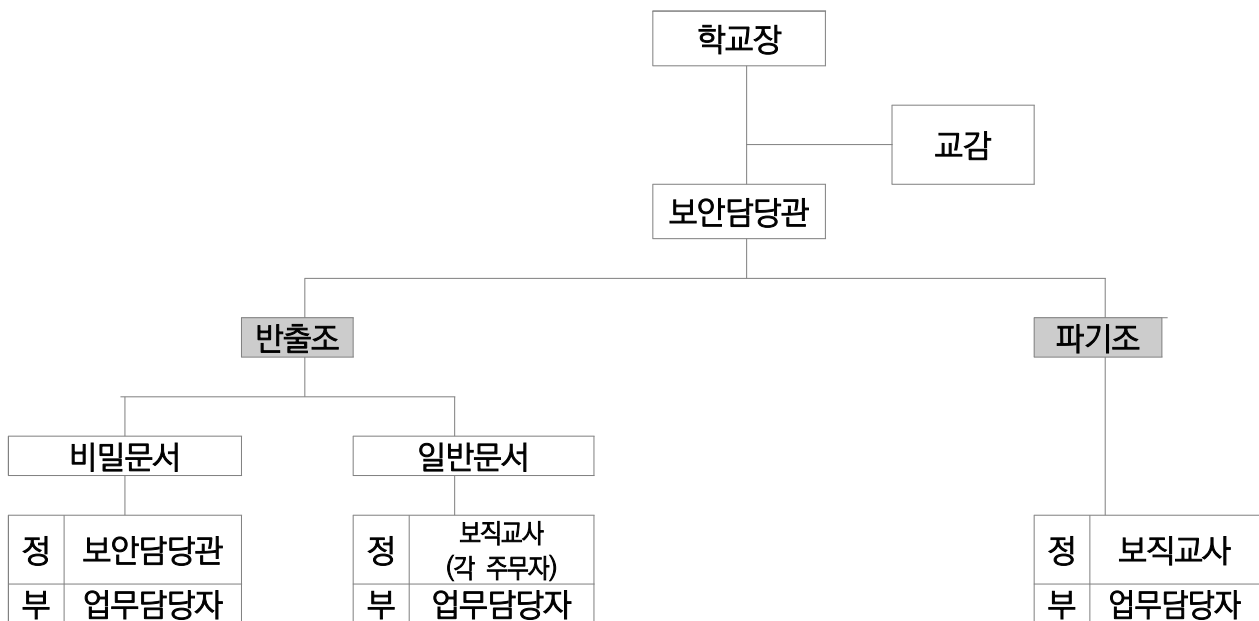 학교장
교감
보안담당관
반출조
파기조
비밀문서
일반문서
정 보안담당관
부 업무담당자
정 보직교사
(각 주무자)
부 업무담당자
정 보직교사
부 업무담당자